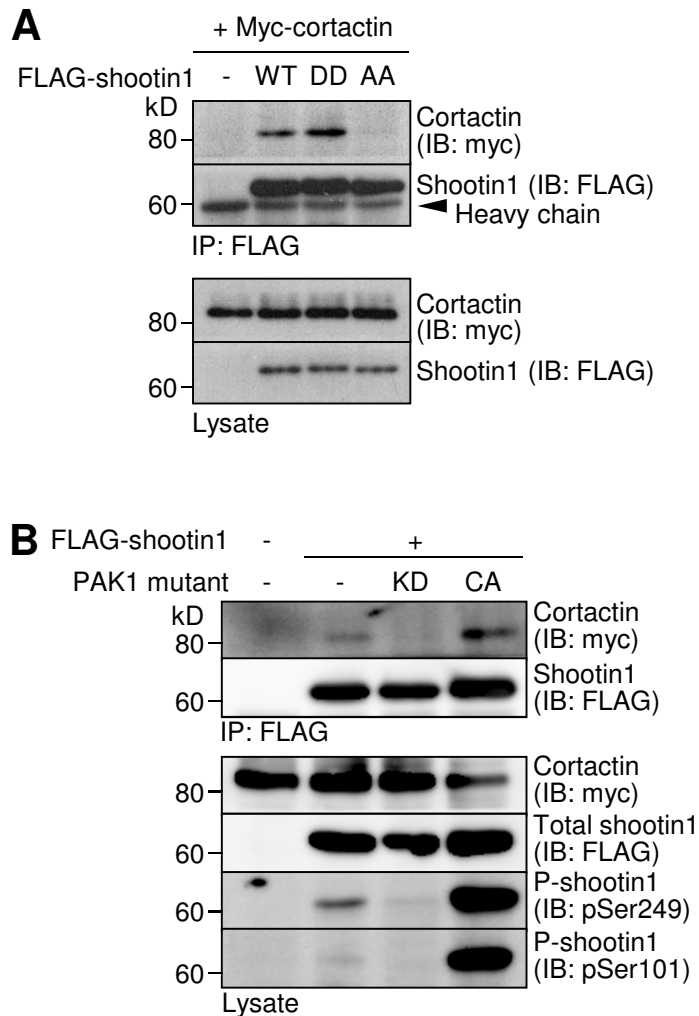 A
+ Myc-cortactin
FLAG-shootin1 - WT DD AA
kD
80
Cortactin
(IB: myc)
60
Shootin1 (IB: FLAG)
Heavy chain
IP: FLAG
80
Cortactin
(IB: myc)
60
Shootin1 (IB: FLAG)
Lysate
B
FLAG-shootin1 - +
PAK1 mutant - - KD CA
kD
80
Cortactin
(IB: myc)
60
Shootin1
(IB: FLAG)
IP: FLAG
80
Cortactin
(IB: myc)
60
Total shootin1
(IB: FLAG)
60
P-shootin1
(IB: pSer249)
60
P-shootin1
(IB: pSer101)
Lysate